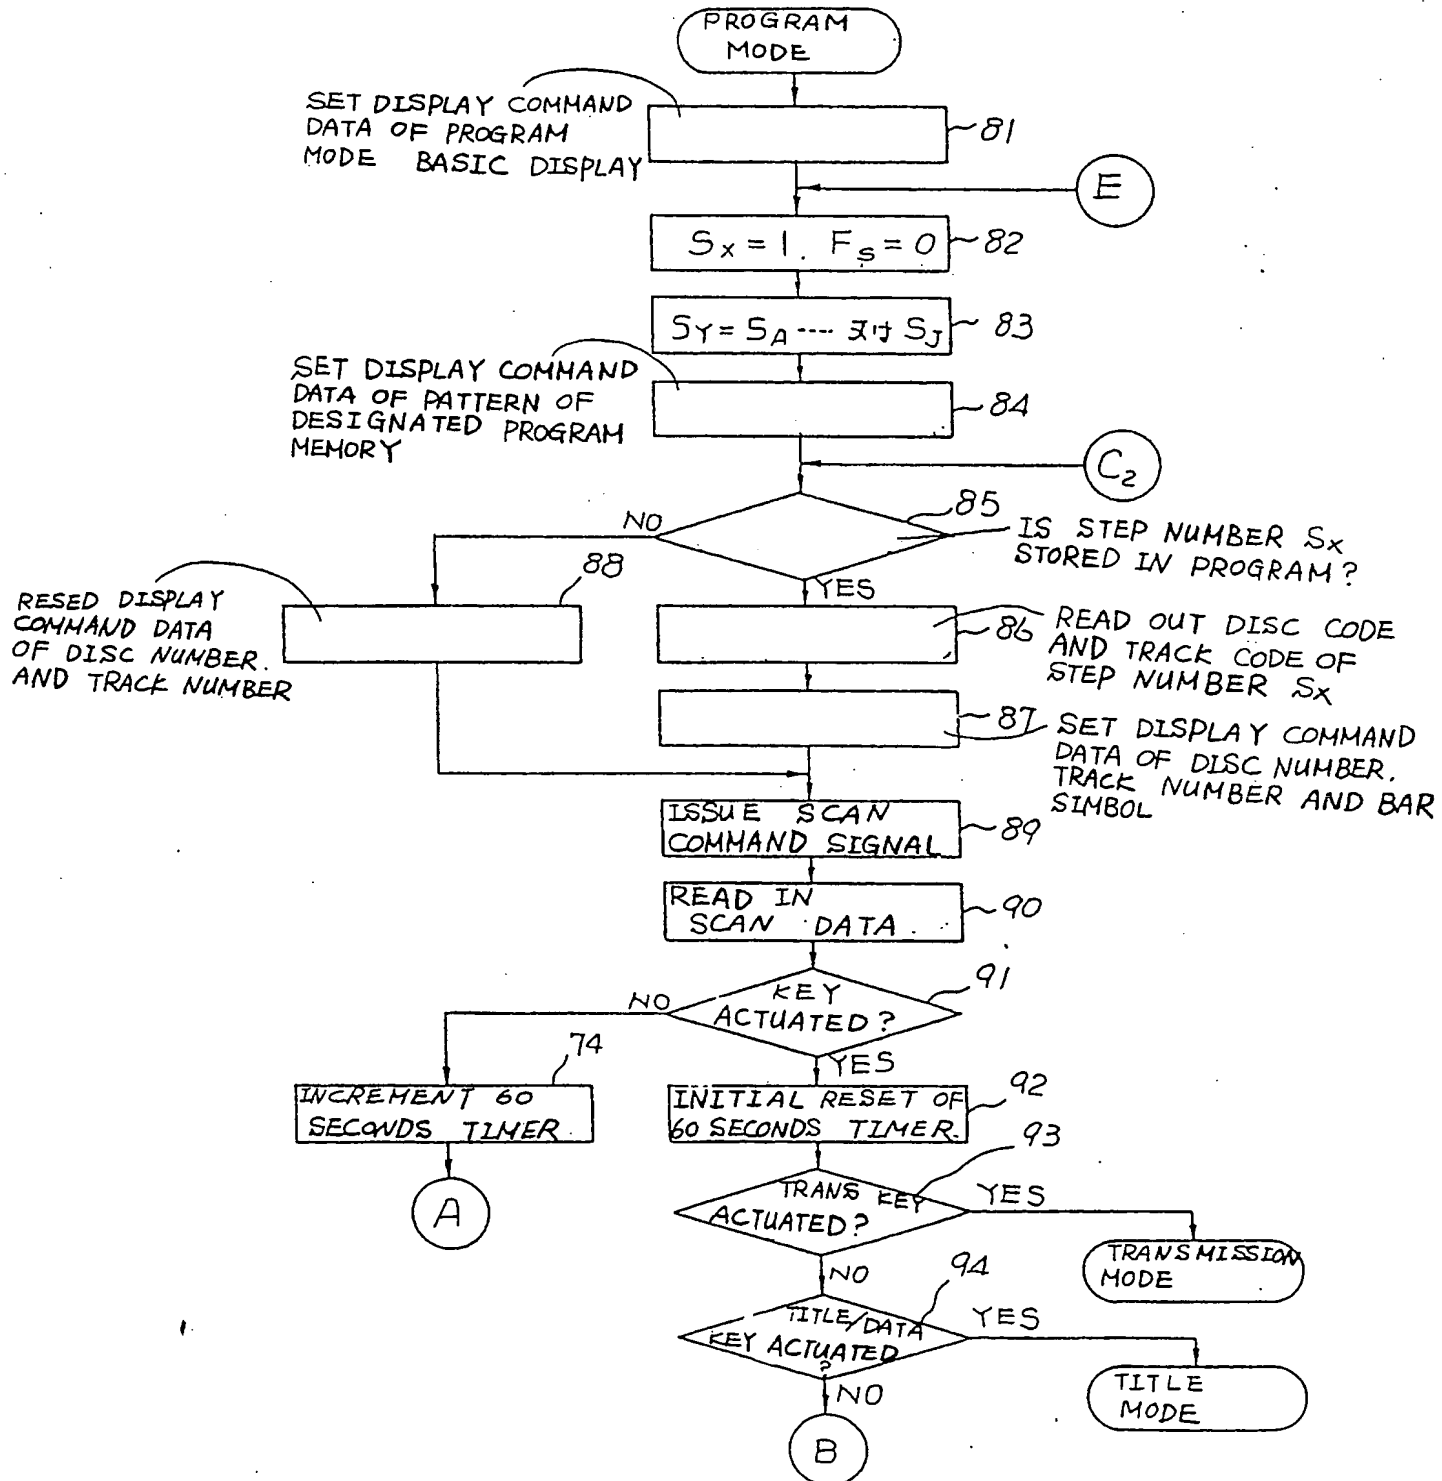 PROGRAM
MODE
SET DISPLAY COMMAND
DATA OF PROGRAM
MODE BASIC DISPLAY
81
E
Sx = 1. Fs = 0
82
SY = SA ---- 又は SJ
83
SET DISPLAY COMMAND
DATA OF PATTERN OF
DESIGNATED PROGRAM
MEMORY
84
C2
85
NO
IS STEP NUMBER Sx
STORED IN PROGRAM?
YES
88
RESED DISPLAY
COMMAND DATA
OF DISC NUMBER.
AND TRACK NUMBER
86
READ OUT DISC CODE
AND TRACK CODE OF
STEP NUMBER Sx
87
SET DISPLAY COMMAND
DATA OF DISC NUMBER.
TRACK NUMBER AND BAR
SIMBOL
ISSUE SCAN
COMMAND SIGNAL
89
READ IN
SCAN DATA
90
91
KEY
ACTUATED?
NO
YES
74
INCREMENT 60
SECONDS TIMER
A
92
INITIAL RESET OF
60 SECONDS TIMER.
93
TRANS KEY
ACTUATED?
YES
TRANSMISSION
MODE
NO
94
TITLE/DATA
KEY ACTUATED
?
YES
TITLE
MODE
NO
B